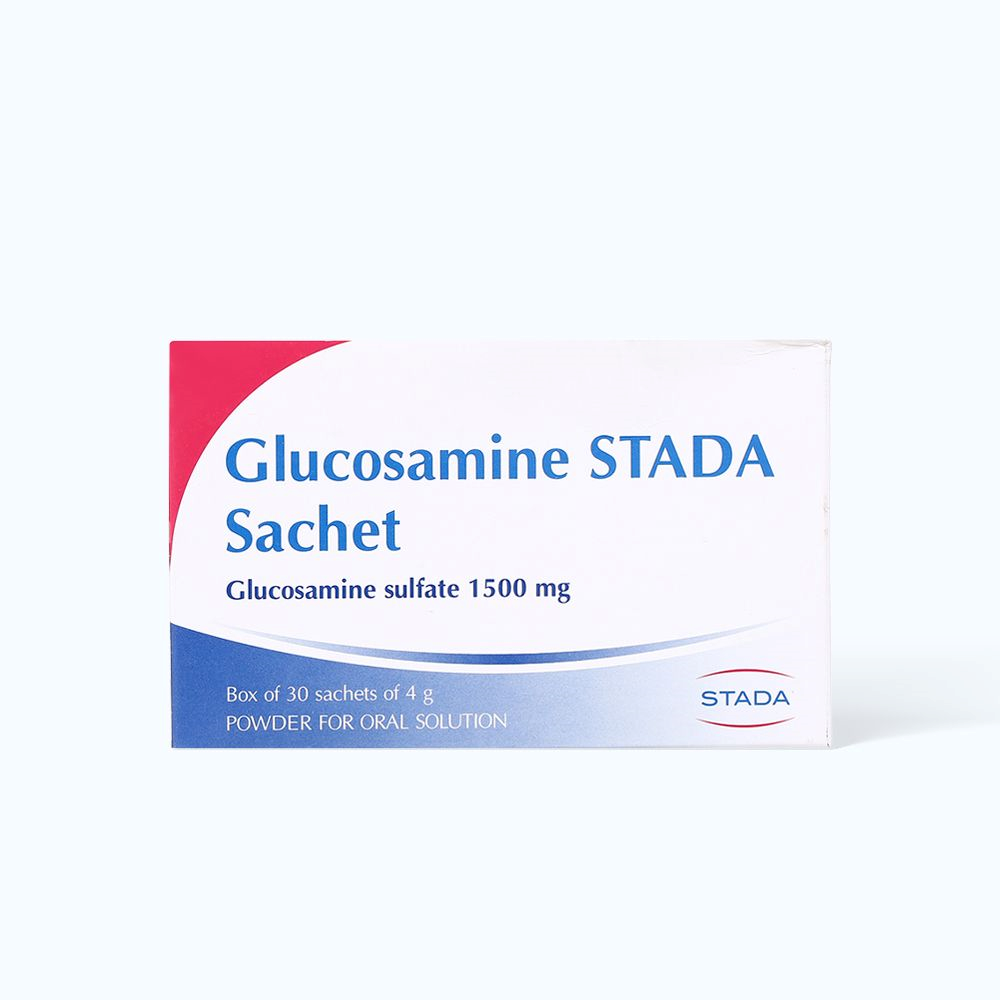 Glucosamine STADA
Sachet
Glucosamine sulfate 1500 mg
Box of 30 sachets of 4 g
POWDER FOR ORAL SOLUTION
STADA